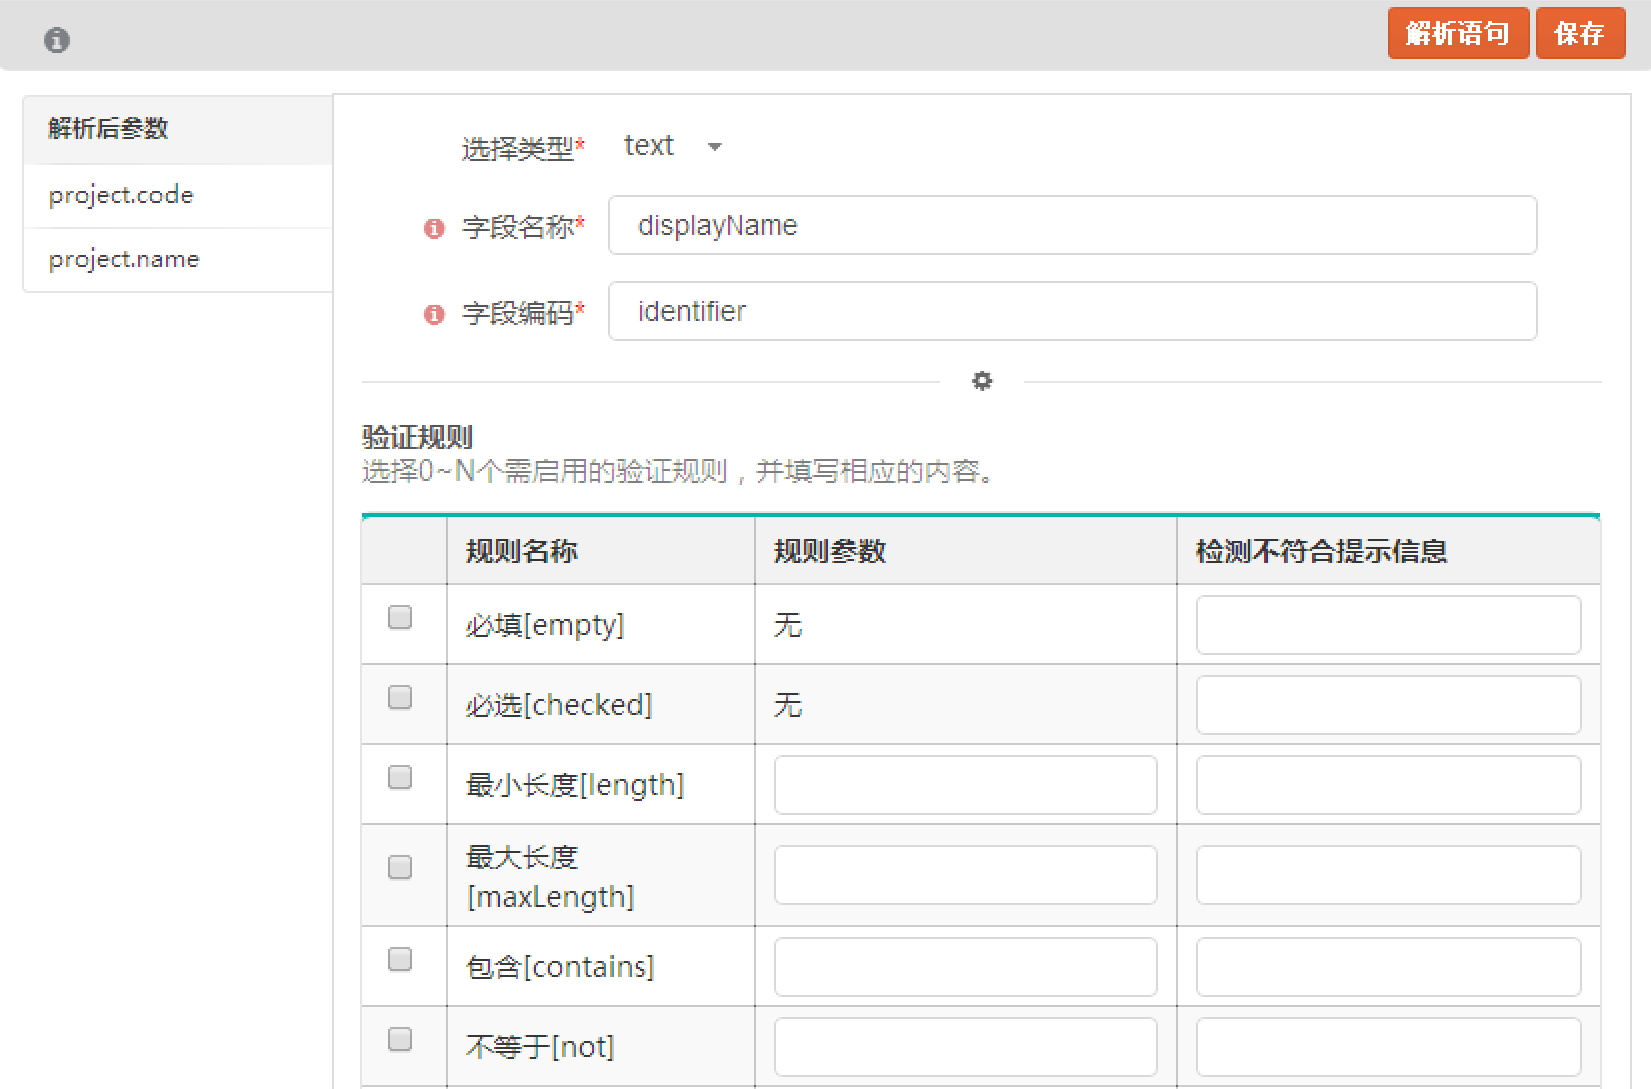 解析语句 保存
解析后参数
project.code
project.name
选择类型* text
字段名称* displayName
字段编码* identifier
验证规则
选择0~N个需启用的验证规则，并填写相应的内容。
规则名称 规则参数 检测不符合提示信息
必填[empty] 无
必选[checked] 无
最小长度[length]
最大长度
[maxLength]
包含[contains]
不等于[not]